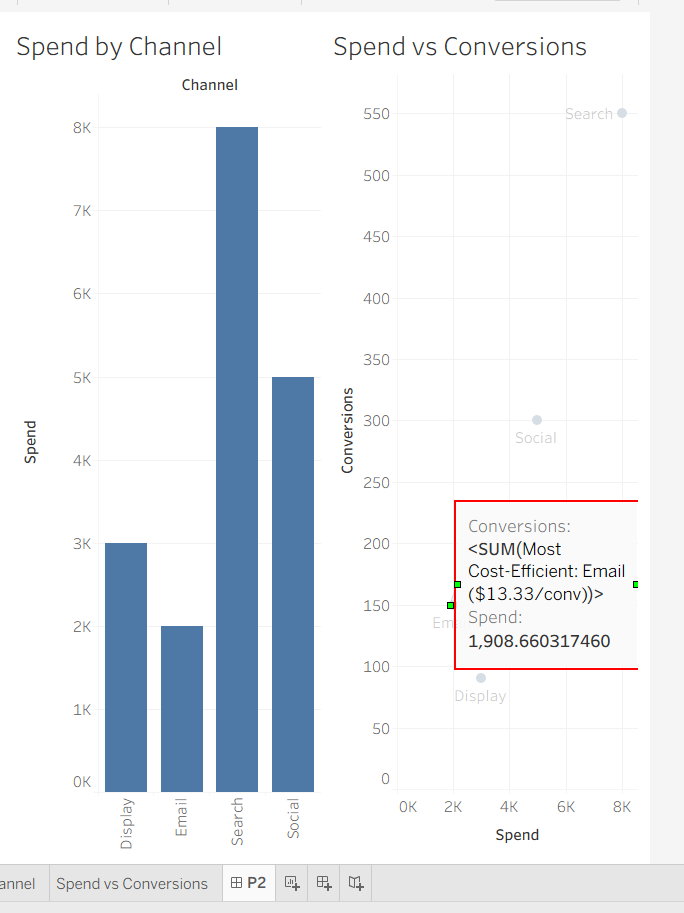 Spend by Channel
Channel
Spend
8K
7K
6K
5K
4K
3K
2K
1K
0K
Display
Email
Search
Social
Spend vs Conversions
Conversions
550
500
450
400
350
300
250
200
150
100
50
0
Search
Social
Em
Display
Conversions:
<SUM(Most
Cost-Efficient: Email
($13.33/conv))>
Spend:
1,908.660317460
0K
2K
4K
6K
8K
Spend
annel
Spend vs Conversions
P2